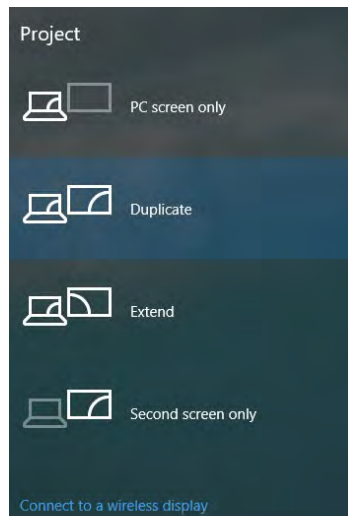 Project
PC screen only
Duplicate
Extend
Second screen only
Connect to a wireless display